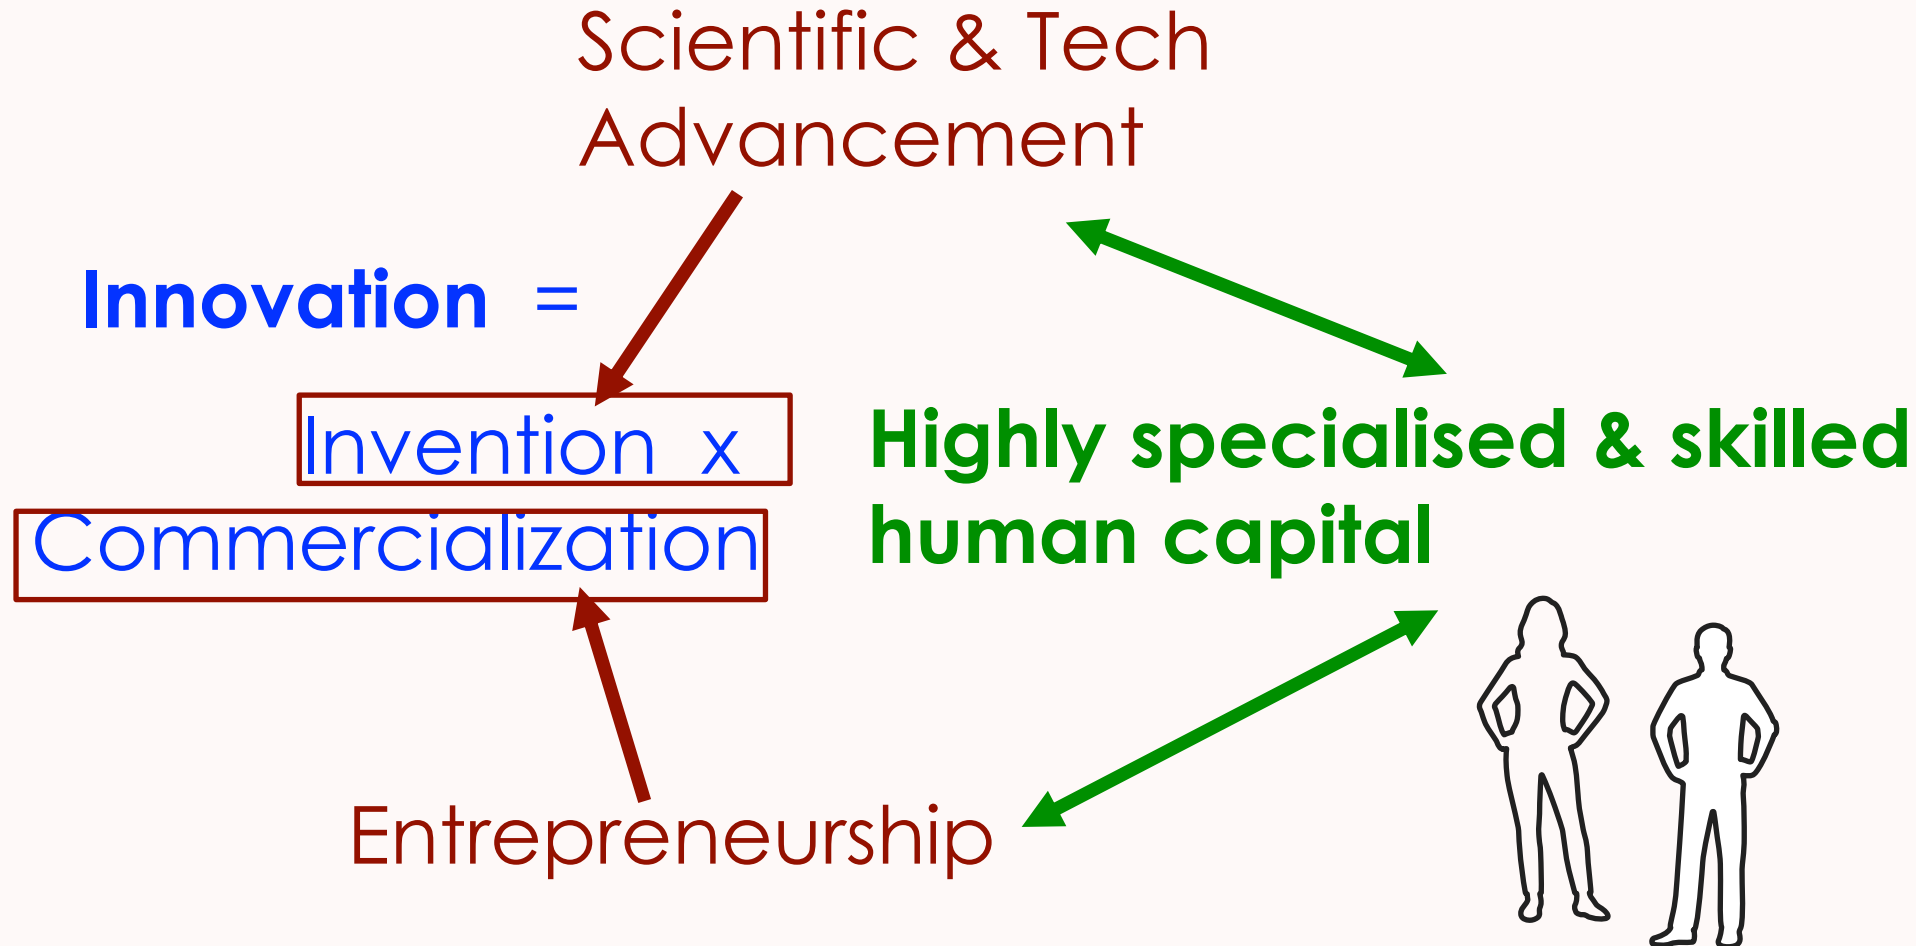 Scientific & Tech
Advancement
Innovation =
Invention x
Commercialization
Highly specialised & skilled
human capital
Entrepreneurship